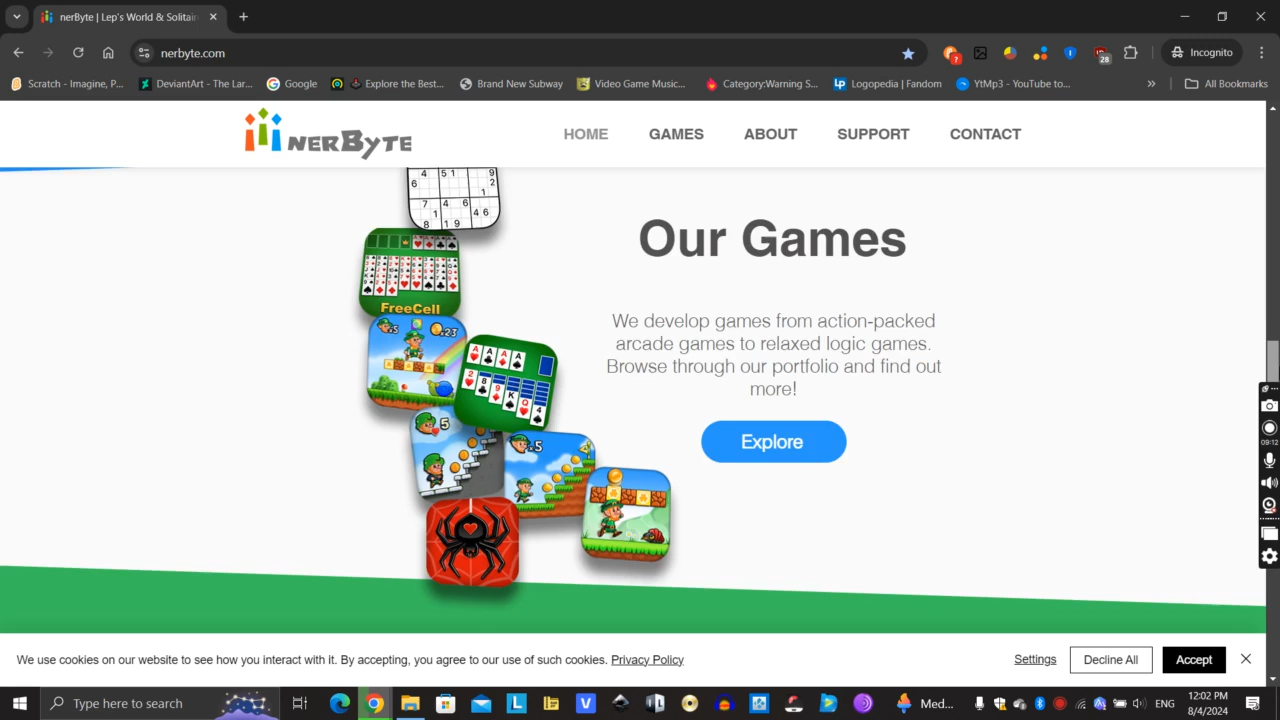 nerByte | Lep's World & Solitair
nerbyte.com
?
28
Incognito
Scratch - Imagine, P...
DeviantArt - The Lar...
Google
Explore the Best...
Brand New Subway
Video Game Music...
Category:Warning S...
Logopedia | Fandom
YtMp3 - YouTube to...
»
All Bookmarks
NERBYTE
HOME
GAMES
ABOUT
SUPPORT
CONTACT
Our Games
FreeCell
We develop games from action-packed
arcade games to relaxed logic games.
Browse through our portfolio and find out
more!
Explore
09:12
We use cookies on our website to see how you interact with it. By accepting, you agree to our use of such cookies. Privacy Policy
Settings
Decline All
Accept
Type here to search
Med...
ENG
12:02 PM
8/4/2024